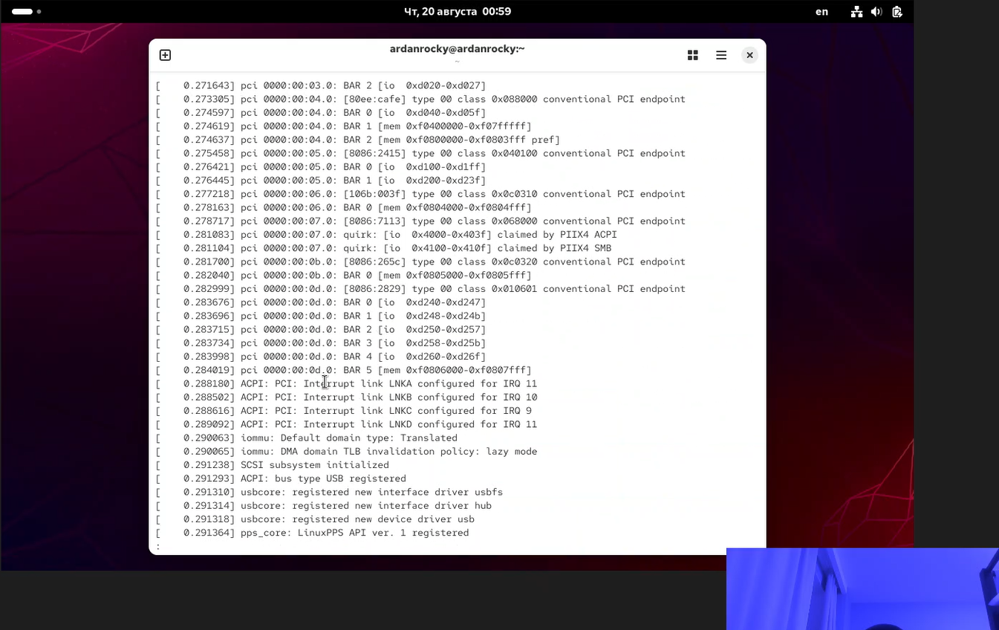 Чт, 20 августа 00:59
en
ardanrocky@ardanrocky:~
~
[    0.271643] pci 0000:00:03.0: BAR 2 [io  0xd020-0xd027]
[    0.273305] pci 0000:00:04.0: [80ee:cafe] type 00 class 0x088000 conventional PCI endpoint
[    0.274597] pci 0000:00:04.0: BAR 0 [io  0xd040-0xd05f]
[    0.274619] pci 0000:00:04.0: BAR 1 [mem 0xf0400000-0xf07fffff]
[    0.274637] pci 0000:00:04.0: BAR 2 [mem 0xf0800000-0xf0803fff pref]
[    0.275458] pci 0000:00:05.0: [8086:2415] type 00 class 0x040100 conventional PCI endpoint
[    0.276421] pci 0000:00:05.0: BAR 0 [io  0xd100-0xd1ff]
[    0.276445] pci 0000:00:05.0: BAR 1 [io  0xd200-0xd23f]
[    0.277218] pci 0000:00:06.0: [106b:003f] type 00 class 0x0c0310 conventional PCI endpoint
[    0.278163] pci 0000:00:06.0: BAR 0 [mem 0xf0804000-0xf0804fff]
[    0.278717] pci 0000:00:07.0: [8086:7113] type 00 class 0x068000 conventional PCI endpoint
[    0.281083] pci 0000:00:07.0: quirk: [io  0x4000-0x403f] claimed by PIIX4 ACPI
[    0.281104] pci 0000:00:07.0: quirk: [io  0x4100-0x410f] claimed by PIIX4 SMB
[    0.281700] pci 0000:00:0b.0: [8086:265c] type 00 class 0x0c0320 conventional PCI endpoint
[    0.282040] pci 0000:00:0b.0: BAR 0 [mem 0xf0805000-0xf0805fff]
[    0.282999] pci 0000:00:0d.0: [8086:2829] type 00 class 0x010601 conventional PCI endpoint
[    0.283676] pci 0000:00:0d.0: BAR 0 [io  0xd240-0xd247]
[    0.283696] pci 0000:00:0d.0: BAR 1 [io  0xd248-0xd24b]
[    0.283715] pci 0000:00:0d.0: BAR 2 [io  0xd250-0xd257]
[    0.283734] pci 0000:00:0d.0: BAR 3 [io  0xd258-0xd25b]
[    0.283998] pci 0000:00:0d.0: BAR 4 [io  0xd260-0xd26f]
[    0.284019] pci 0000:00:0d.0: BAR 5 [mem 0xf0806000-0xf0807fff]
[    0.288180] ACPI: PCI: Interrupt link LNKA configured for IRQ 11
[    0.288502] ACPI: PCI: Interrupt link LNKB configured for IRQ 10
[    0.288616] ACPI: PCI: Interrupt link LNKC configured for IRQ 9
[    0.289092] ACPI: PCI: Interrupt link LNKD configured for IRQ 11
[    0.290063] iommu: Default domain type: Translated
[    0.290065] iommu: DMA domain TLB invalidation policy: lazy mode
[    0.291238] SCSI subsystem initialized
[    0.291293] ACPI: bus type USB registered
[    0.291310] usbcore: registered new interface driver usbfs
[    0.291314] usbcore: registered new interface driver hub
[    0.291318] usbcore: registered new device driver usb
[    0.291364] pps_core: LinuxPPS API ver. 1 registered
: